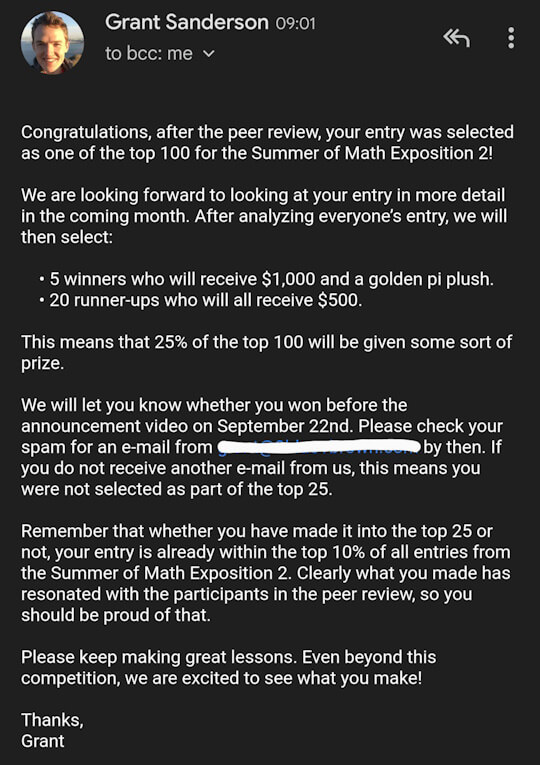 Grant Sanderson 09:01
to bcc: me
Congratulations, after the peer review, your entry was selected
as one of the top 100 for the Summer of Math Exposition 2!
We are looking forward to looking at your entry in more detail
in the coming month. After analyzing everyone's entry, we will
then select:
• 5 winners who will receive $1,000 and a golden pi plush.
• 20 runner-ups who will all receive $500.
This means that 25% of the top 100 will be given some sort of
prize.
We will let you know whether you won before the
announcement video on September 22nd. Please check your
spam for an e-mail from by then. If
you do not receive another e-mail from us, this means you
were not selected as part of the top 25.
Remember that whether you have made it into the top 25 or
not, your entry is already within the top 10% of all entries from
the Summer of Math Exposition 2. Clearly what you made has
resonated with the participants in the peer review, so you
should be proud of that.
Please keep making great lessons. Even beyond this
competition, we are excited to see what you make!
Thanks,
Grant